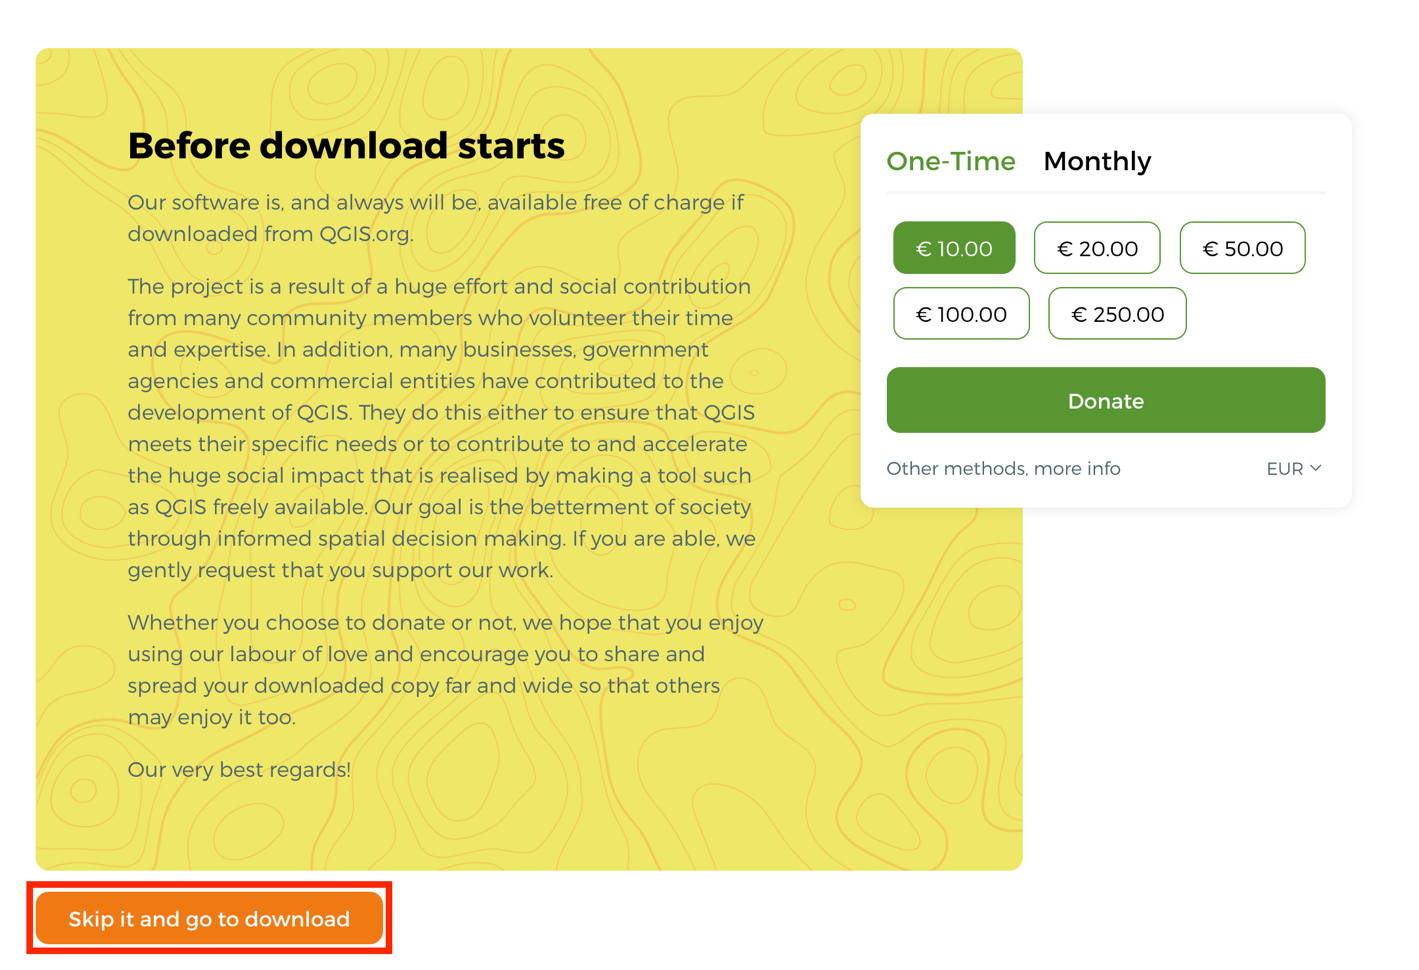 Before download starts
Our software is, and always will be, available free of charge if
downloaded from QGIS.org.
The project is a result of a huge effort and social contribution
from many community members who volunteer their time
and expertise. In addition, many businesses, government
agencies and commercial entities have contributed to the
development of QGIS. They do this either to ensure that QGIS
meets their specific needs or to contribute to and accelerate
the huge social impact that is realised by making a tool such
as QGIS freely available. Our goal is the betterment of society
through informed spatial decision making. If you are able, we
gently request that you support our work.
Whether you choose to donate or not, we hope that you enjoy
using our labour of love and encourage you to share and
spread your downloaded copy far and wide so that others
may enjoy it too.
Our very best regards!
One-Time Monthly
€ 10.00 € 20.00 € 50.00
€ 100.00 € 250.00
Donate
Other methods, more info EUR
Skip it and go to download